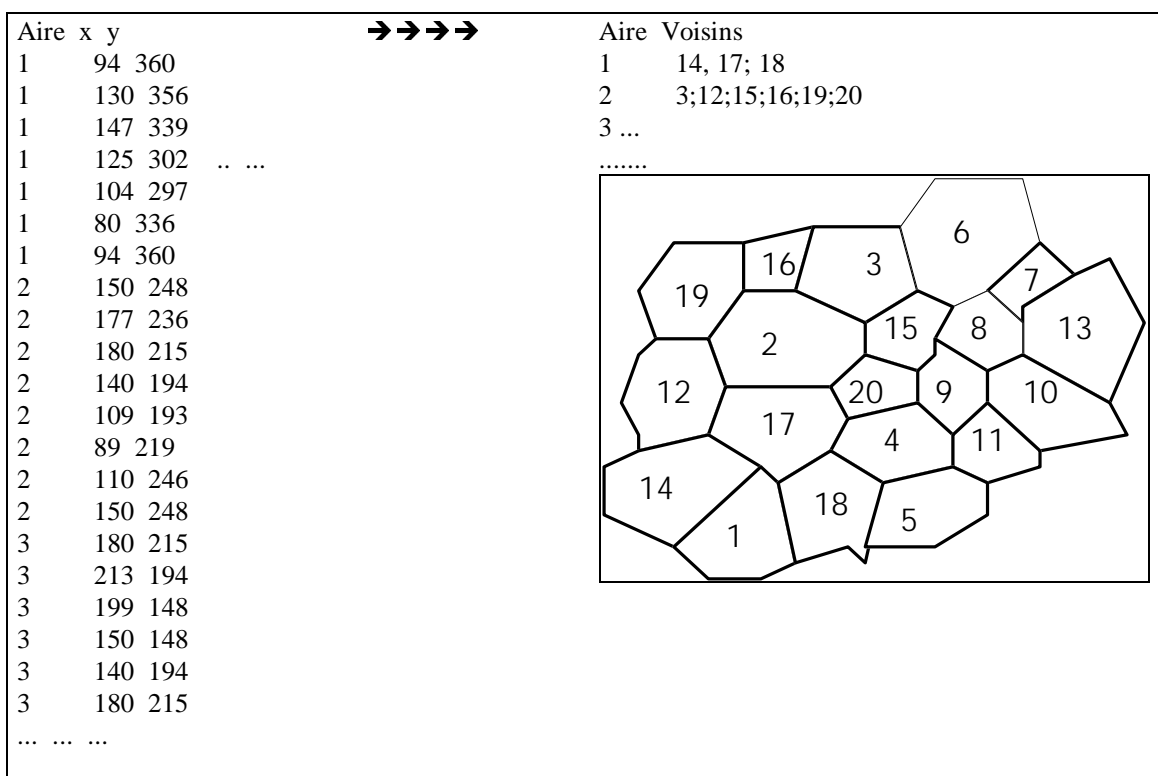 Aire x y ➔➔➔➔
1 94 360
1 130 356
1 147 339
1 125 302 .. ...
1 104 297
1 80 336
1 94 360
2 150 248
2 177 236
2 180 215
2 140 194
2 109 193
2 89 219
2 110 246
2 150 248
3 180 215
3 213 194
3 199 148
3 150 148
3 140 194
3 180 215
... ... ...
Aire Voisins
1 14, 17; 18
2 3;12;15;16;19;20
3 ...
.......
6
16 3
7
19
15 8 13
2
12 20 9 10
17
4 11
14
18
5
1